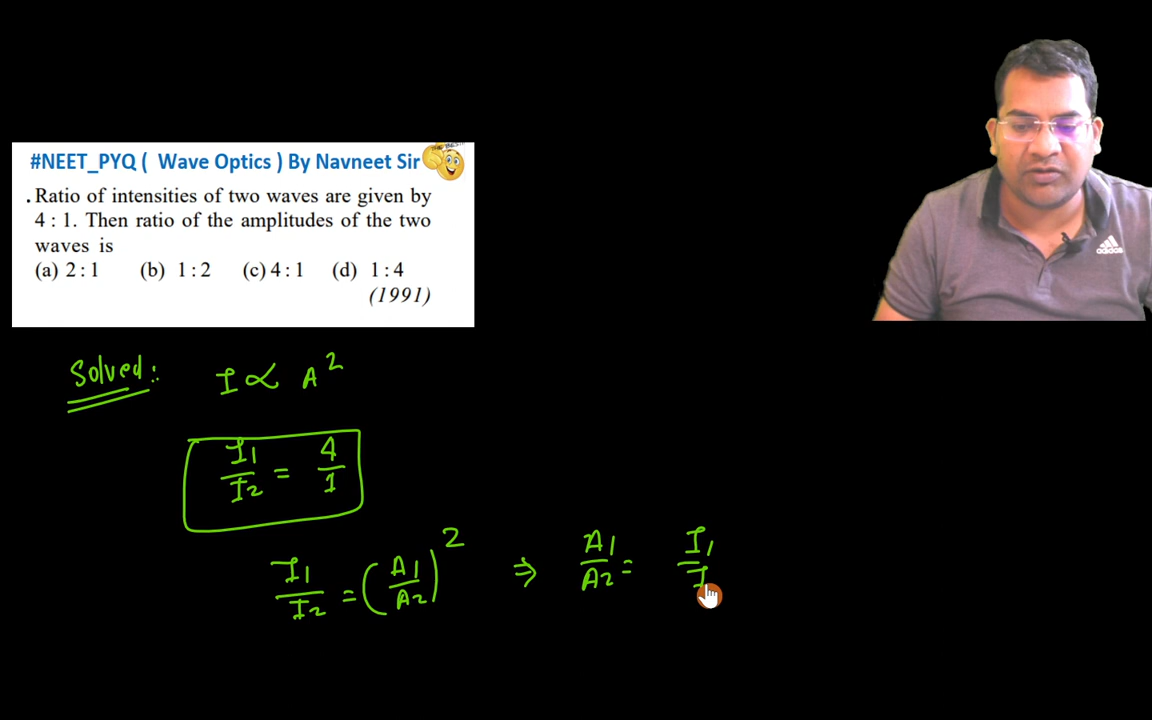 #NEET_PYQ ( Wave Optics ) By Navneet Sir
. Ratio of intensities of two waves are given by
4 : 1. Then ratio of the amplitudes of the two
waves is
(a) 2 : 1 (b) 1 : 2 (c) 4 : 1 (d) 1 : 4
(1991)
Solved :
I ∝ A²
I₁/I₂ = 4/1
I₁/I₂ = (A₁/A₂)² ⇒ A₁/A₂ = I₁/I
adidas